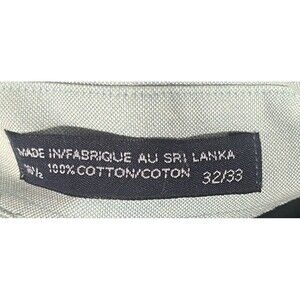 MADE IN/FABRIQUE AU SRI LANKA
100% COTTON/COTON 32/33